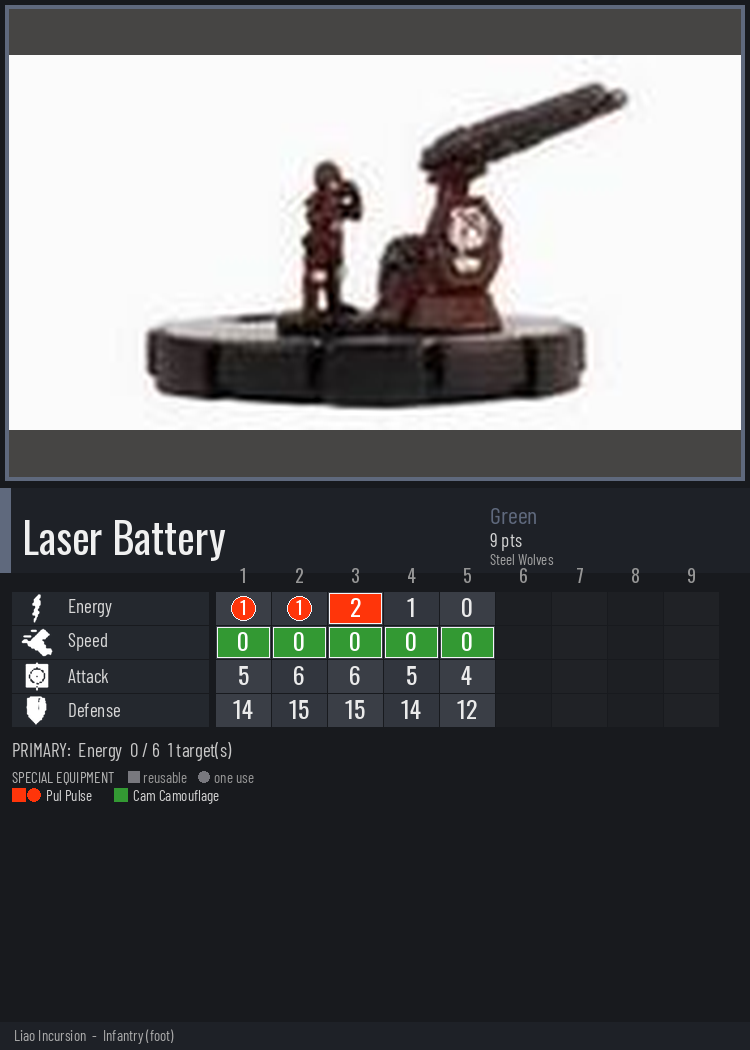 Laser Battery
Green
9 pts
Steel Wolves
1 2 3 4 5 6 7 8 9
Energy 1 1 2 1 0
Speed 0 0 0 0 0
Attack 5 6 6 5 4
Defense 14 15 15 14 12
PRIMARY: Energy 0 / 6 1 target(s)
SPECIAL EQUIPMENT reusable one use
Pul Pulse Cam Camouflage
Liao Incursion - Infantry (foot)